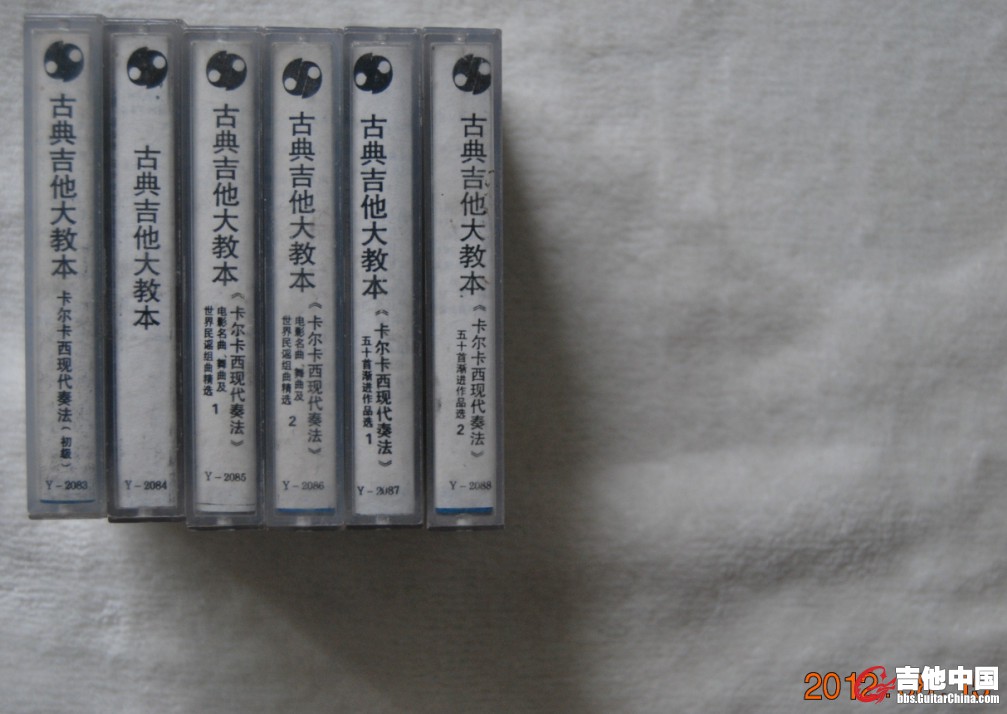 古典吉他大教本
卡尔卡西现代奏法(初级)
Y-2083
古典吉他大教本
Y-2084
古典吉他大教本
《卡尔卡西现代奏法》
电影名曲、舞曲及
世界民谣组曲精选 1
Y-2085
古典吉他大教本
《卡尔卡西现代奏法》
电影名曲、舞曲及
世界民谣组曲精选 2
Y-2086
古典吉他大教本
《卡尔卡西现代奏法》
五十首渐进作品选 1
Y-2087
古典吉他大教本
《卡尔卡西现代奏法》
五十首渐进作品选 2
Y-2088
2012
吉他中国
bbs.GuitarChina.com